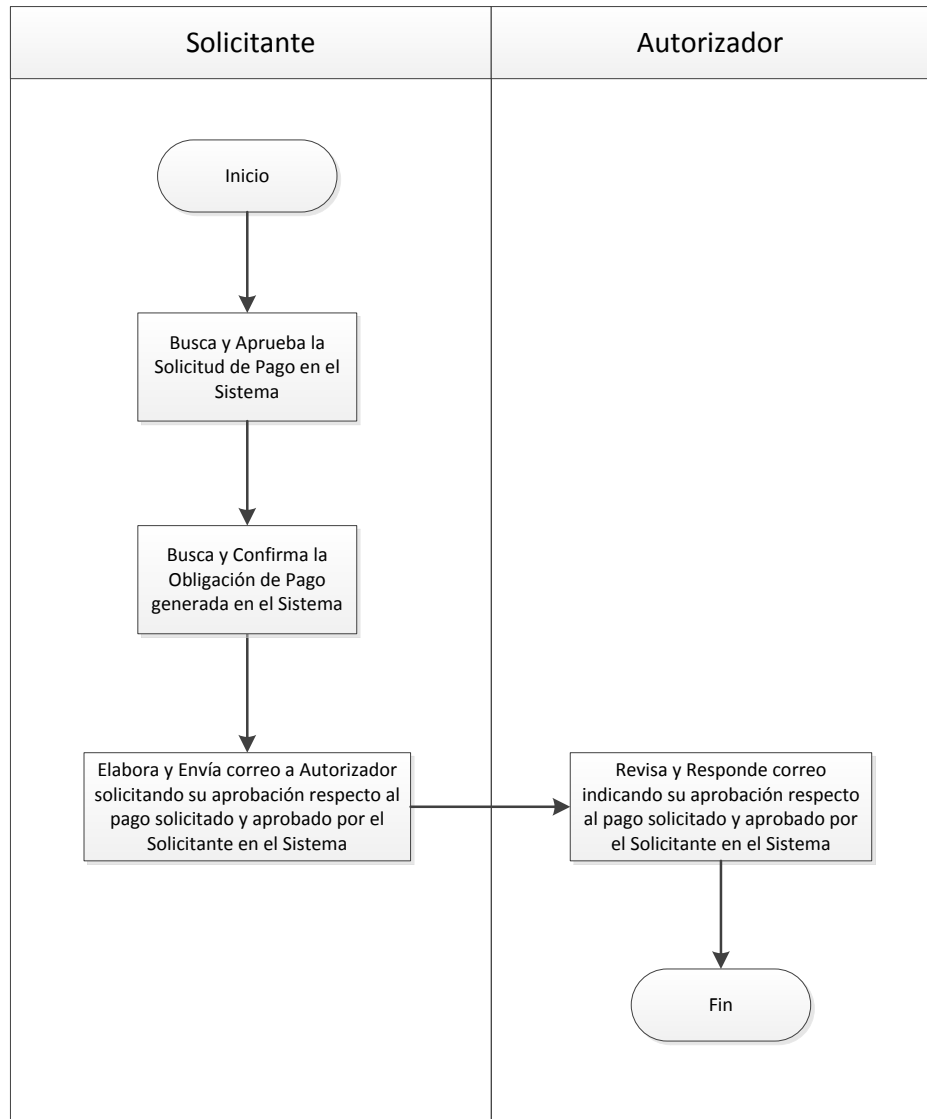 Solicitante
Autorizador
Inicio
Busca y Aprueba la
Solicitud de Pago en el
Sistema
Busca y Confirma la
Obligación de Pago
generada en el Sistema
Elabora y Envía correo a Autorizador
solicitando su aprobación respecto al
pago solicitado y aprobado por el
Solicitante en el Sistema
Revisa y Responde correo
indicando su aprobación respecto
al pago solicitado y aprobado por
el Solicitante en el Sistema
Fin